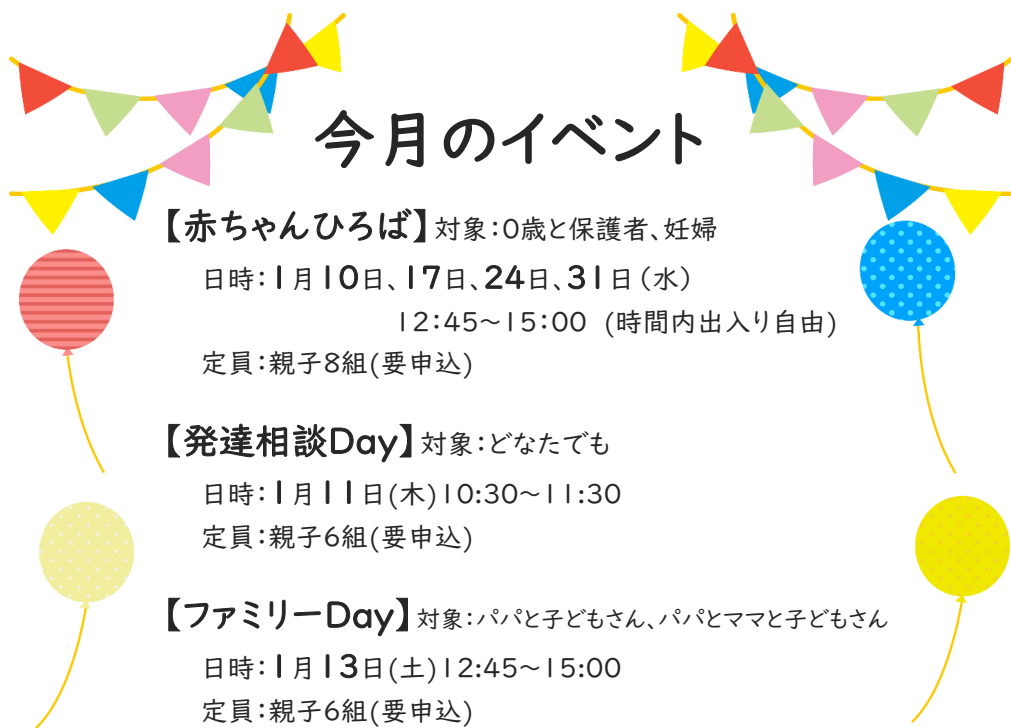 今月のイベント
【赤ちゃんひろば】対象:0歳と保護者、妊婦
日時:1月10日、17日、24日、31日(水)
12:45~15:00 (時間内出入り自由)
定員:親子8組(要申込)
【発達相談Day】対象:どなたでも
日時:1月11日(木)10:30~11:30
定員:親子6組(要申込)
【ファミリーDay】対象:パパと子どもさん、パパとママと子どもさん
日時:1月13日(土)12:45~15:00
定員:親子6組(要申込)